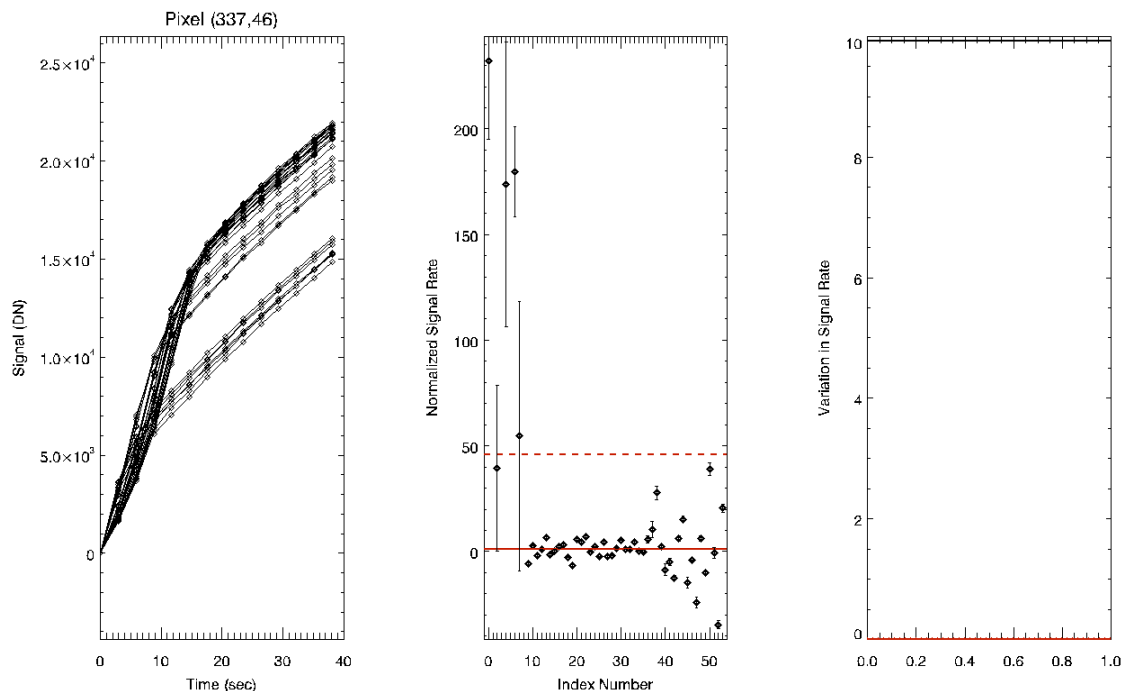 Pixel (337,46)
Signal (DN)
2.5×10⁴
2.0×10⁴
1.5×10⁴
1.0×10⁴
5.0×10³
0
0 10 20 30 40
Time (sec)
Normalized Signal Rate
200
150
100
50
0
0 10 20 30 40 50
Index Number
Variation in Signal Rate
10
8
6
4
2
0
0.0 0.2 0.4 0.6 0.8 1.0